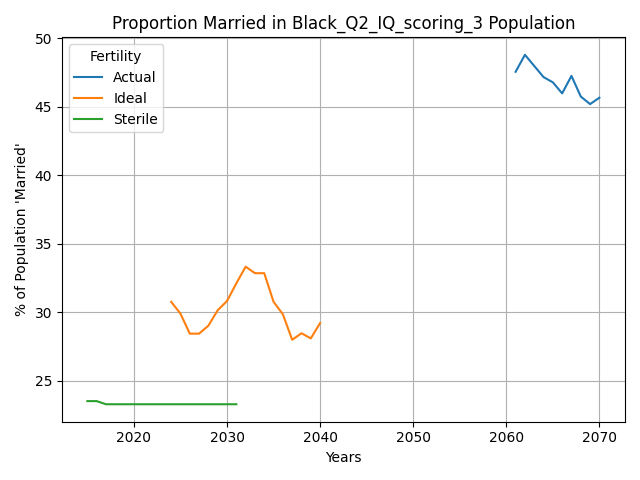 Proportion Married in Black_Q2_IQ_scoring_3 Population
Fertility
Actual
Ideal
Sterile
% of Population 'Married'
50
45
40
35
30
25
2020
2030
2040
2050
2060
2070
Years